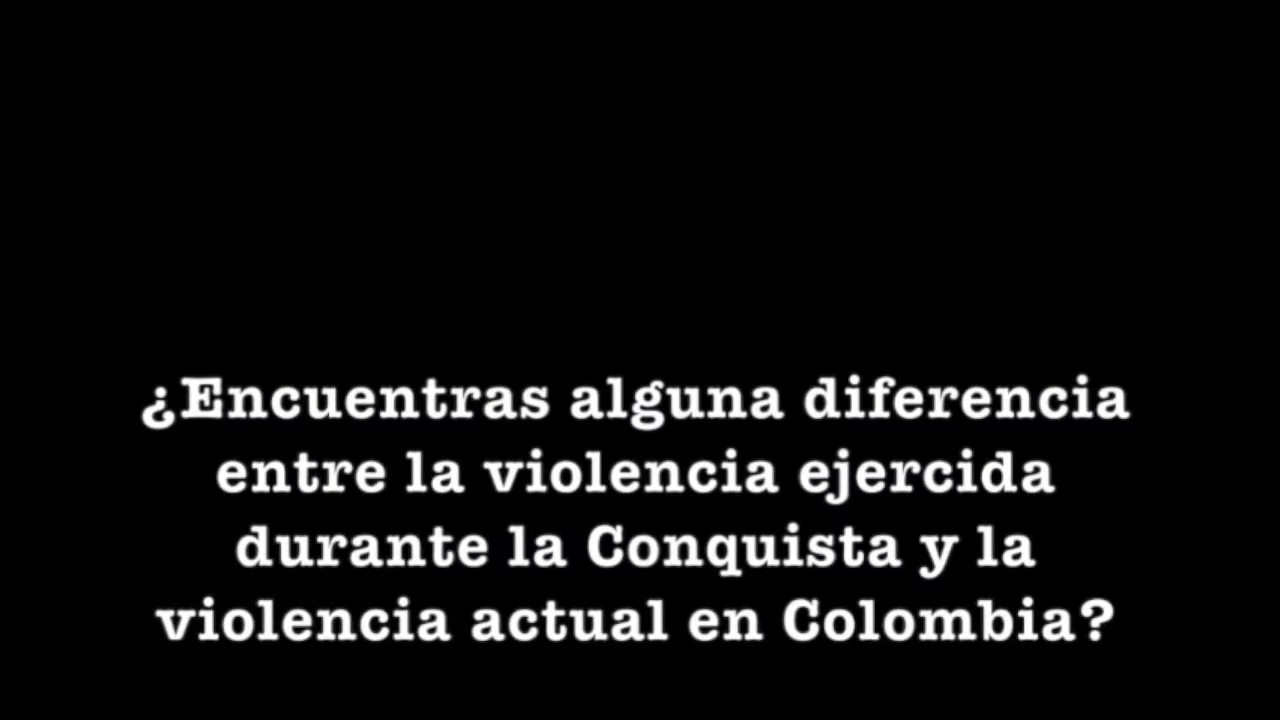 ¿Encuentras alguna diferencia
entre la violencia ejercida
durante la Conquista y la
violencia actual en Colombia?